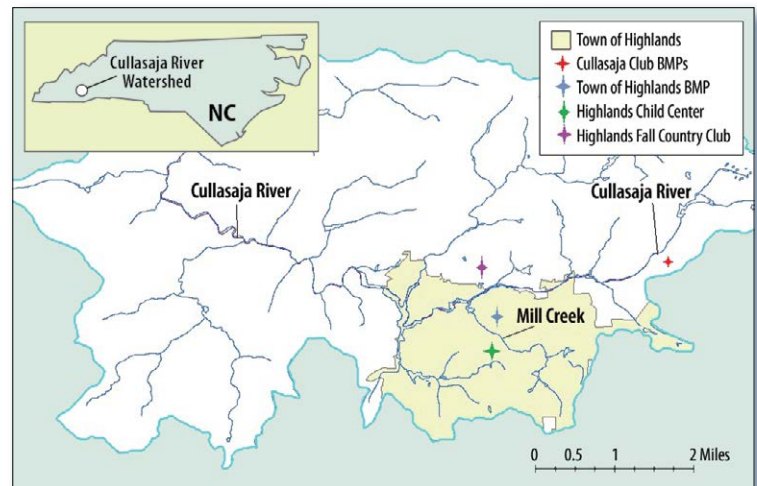 Cullasaja River
Watershed
NC
Town of Highlands
Cullasaja Club BMPs
Town of Highlands BMP
Highlands Child Center
Highlands Fall Country Club
Cullasaja River
Cullasaja River
Mill Creek
0 0.5 1 2 Miles